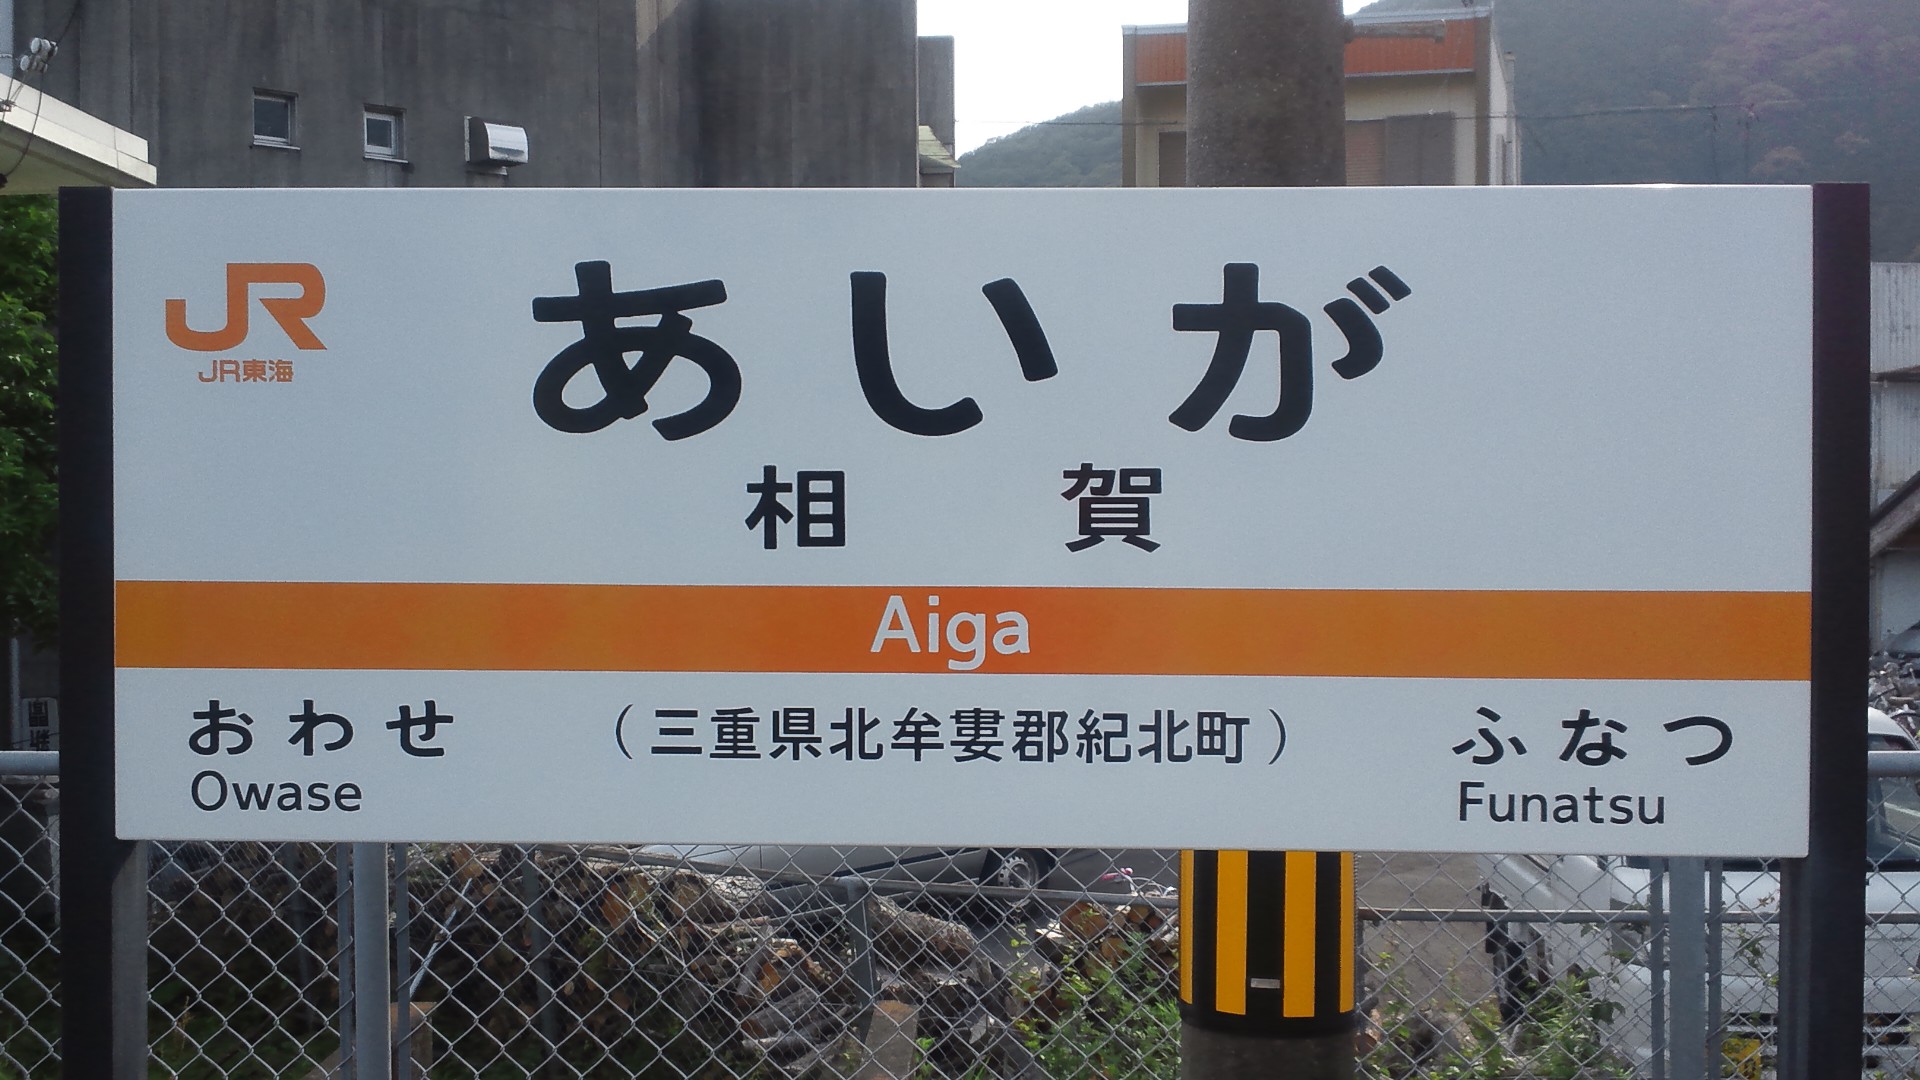 JR
JR東海
あいが
相賀
Aiga
おわせ
Owase
（三重県北牟婁郡紀北町）
ふなつ
Funatsu